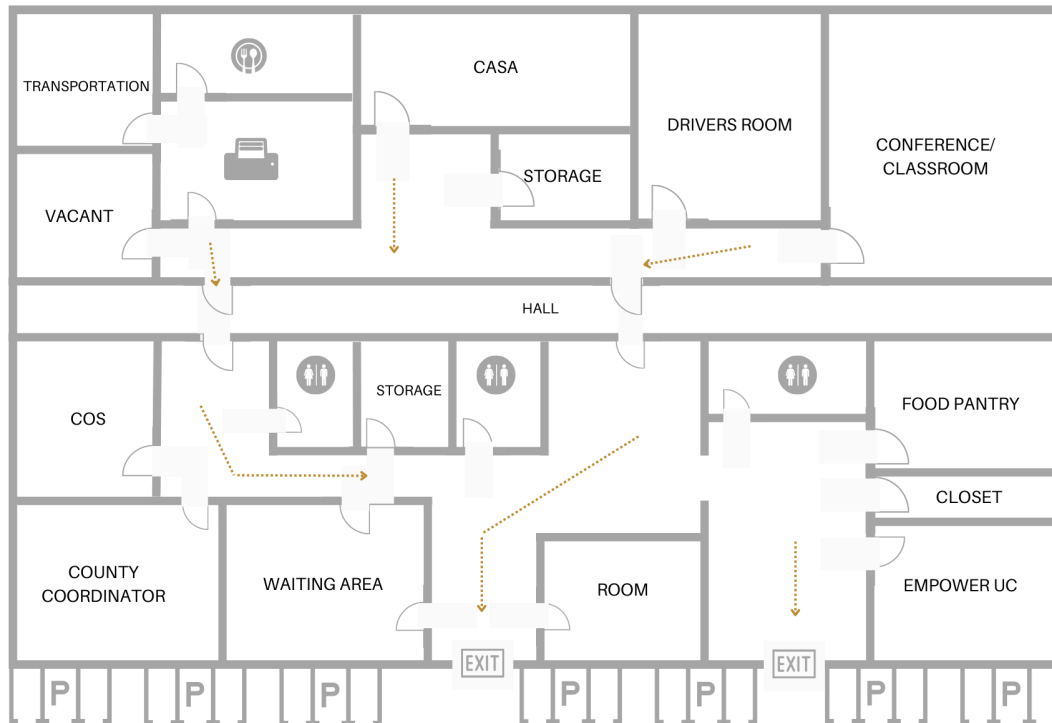 CASA
TRANSPORTATION
DRIVERS ROOM
CONFERENCE/
CLASSROOM
STORAGE
VACANT
HALL
STORAGE
COS
FOOD PANTRY
CLOSET
COUNTY
COORDINATOR
WAITING AREA
ROOM
EMPOWER UC
EXIT
EXIT
P
P
P
P
P
P